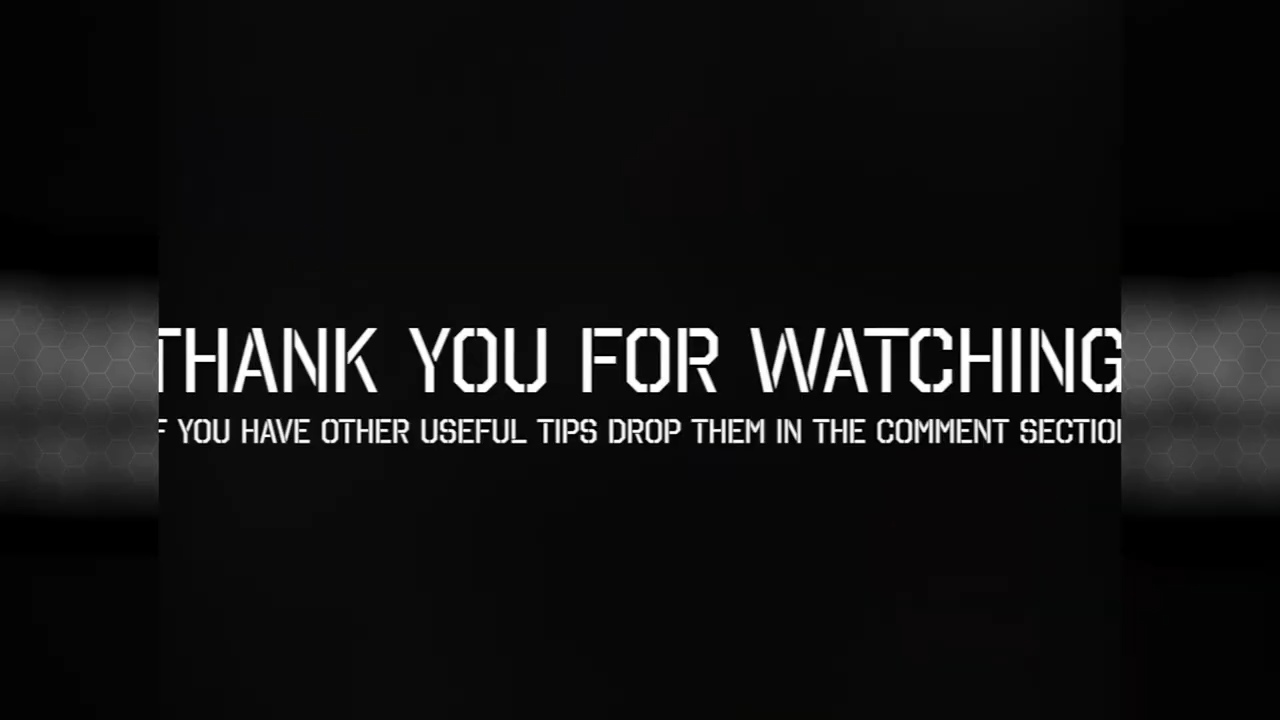 THANK YOU FOR WATCHING
F YOU HAVE OTHER USEFUL TIPS DROP THEM IN THE COMMENT SECTIO